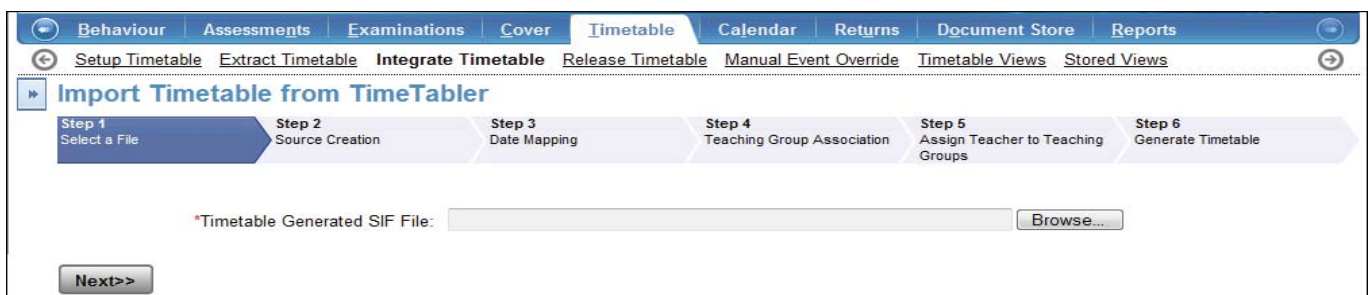 Behaviour Assessments Examinations Cover Timetable Calendar Returns Document Store Reports
Setup Timetable Extract Timetable Integrate Timetable Release Timetable Manual Event Override Timetable Views Stored Views
Import Timetable from TimeTabler
Step 1 Step 2 Step 3 Step 4 Step 5 Step 6
Select a File Source Creation Date Mapping Teaching Group Association Assign Teacher to Teaching Generate Timetable
Groups
*Timetable Generated SIF File: Browse...
Next>>